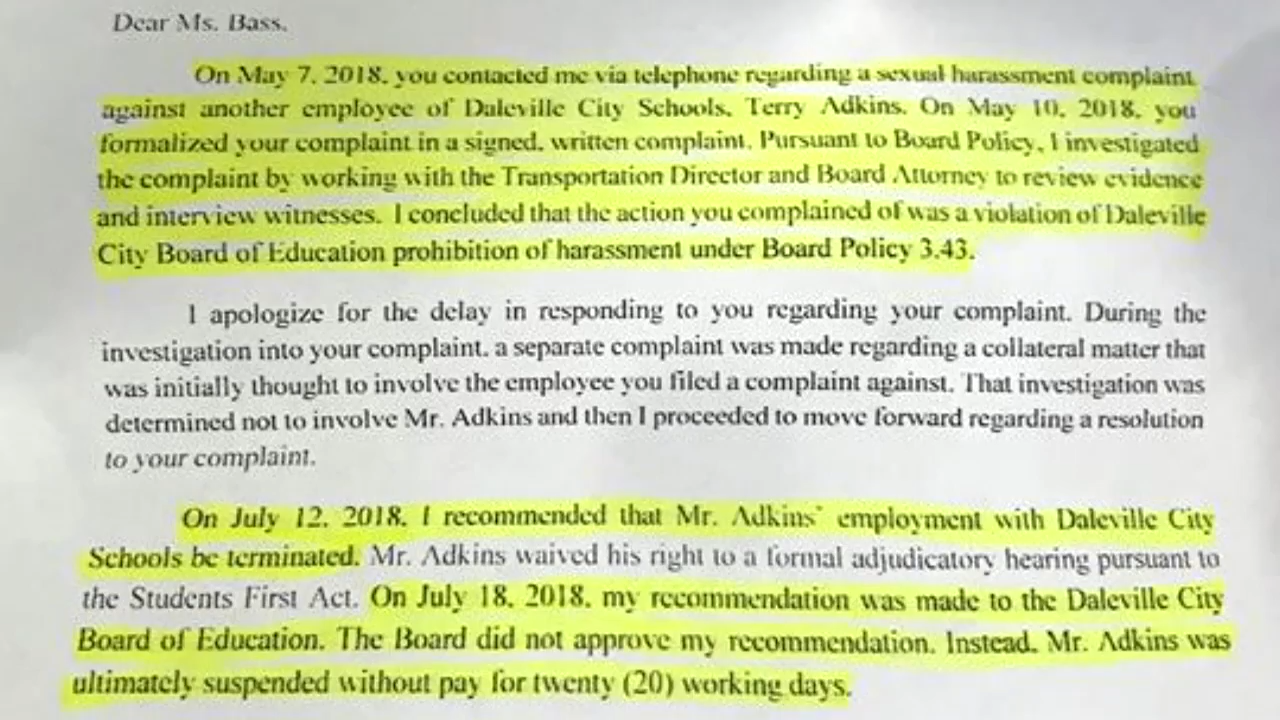 Dear Ms. Bass.
On May 7, 2018, you contacted me via telephone regarding a sexual harassment complaint
against another employee of Daleville City Schools, Terry Adkins. On May 10, 2018, you
formalized your complaint in a signed, written complaint. Pursuant to Board Policy, I investigated
the complaint by working with the Transportation Director and Board Attorney to review evidence
and interview witnesses. I concluded that the action you complained of was a violation of Daleville
City Board of Education prohibition of harassment under Board Policy 3.43.
I apologize for the delay in responding to you regarding your complaint. During the
investigation into your complaint, a separate complaint was made regarding a collateral matter that
was initially thought to involve the employee you filed a complaint against. That investigation was
determined not to involve Mr. Adkins and then I proceeded to move forward regarding a resolution
to your complaint.
On July 12, 2018, I recommended that Mr. Adkins' employment with Daleville City
Schools be terminated. Mr. Adkins waived his right to a formal adjudicatory hearing pursuant to
the Students First Act. On July 18, 2018, my recommendation was made to the Daleville City
Board of Education. The Board did not approve my recommendation. Instead, Mr. Adkins was
ultimately suspended without pay for twenty (20) working days.